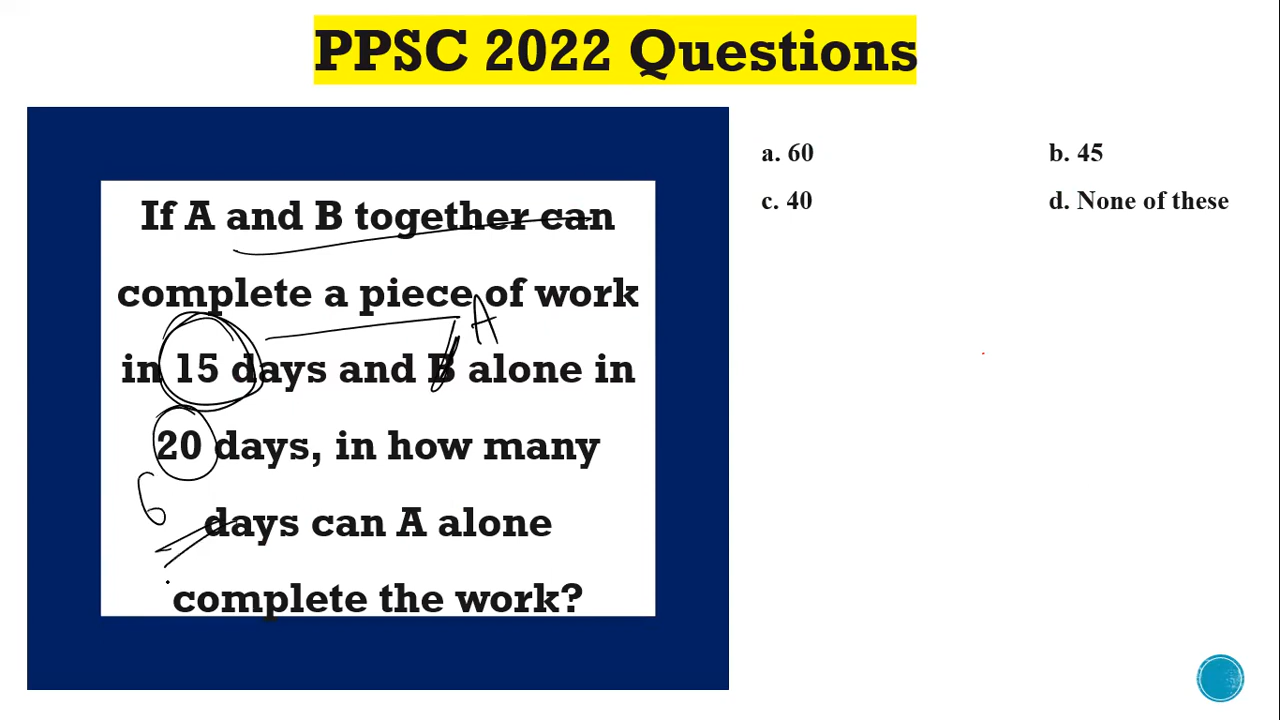 PPSC 2022 Questions
If A and B together can
complete a piece of work
A
in 15 days and B alone in
20 days, in how many
6
days can A alone
complete the work?
a. 60
b. 45
c. 40
d. None of these